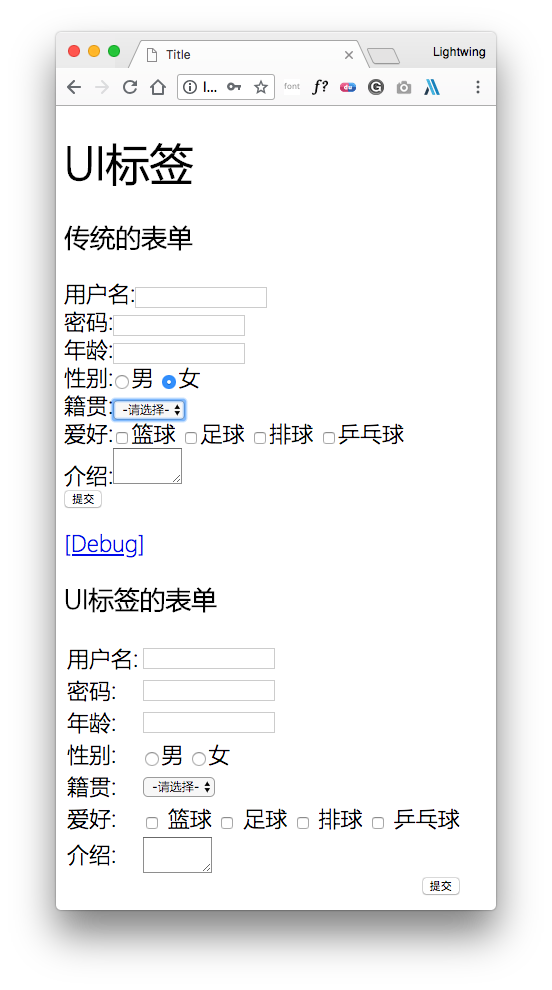 Title
Lightwing
l...
font
f?
du
G
UI标签
传统的表单
用户名:
密码:
年龄:
性别: 男 女
籍贯: -请选择-
爱好: 篮球 足球 排球 乒乓球
介绍:
提交
[Debug]
UI标签的表单
用户名:
密码:
年龄:
性别: 男 女
籍贯: -请选择-
爱好: 篮球 足球 排球 乒乓球
介绍:
提交